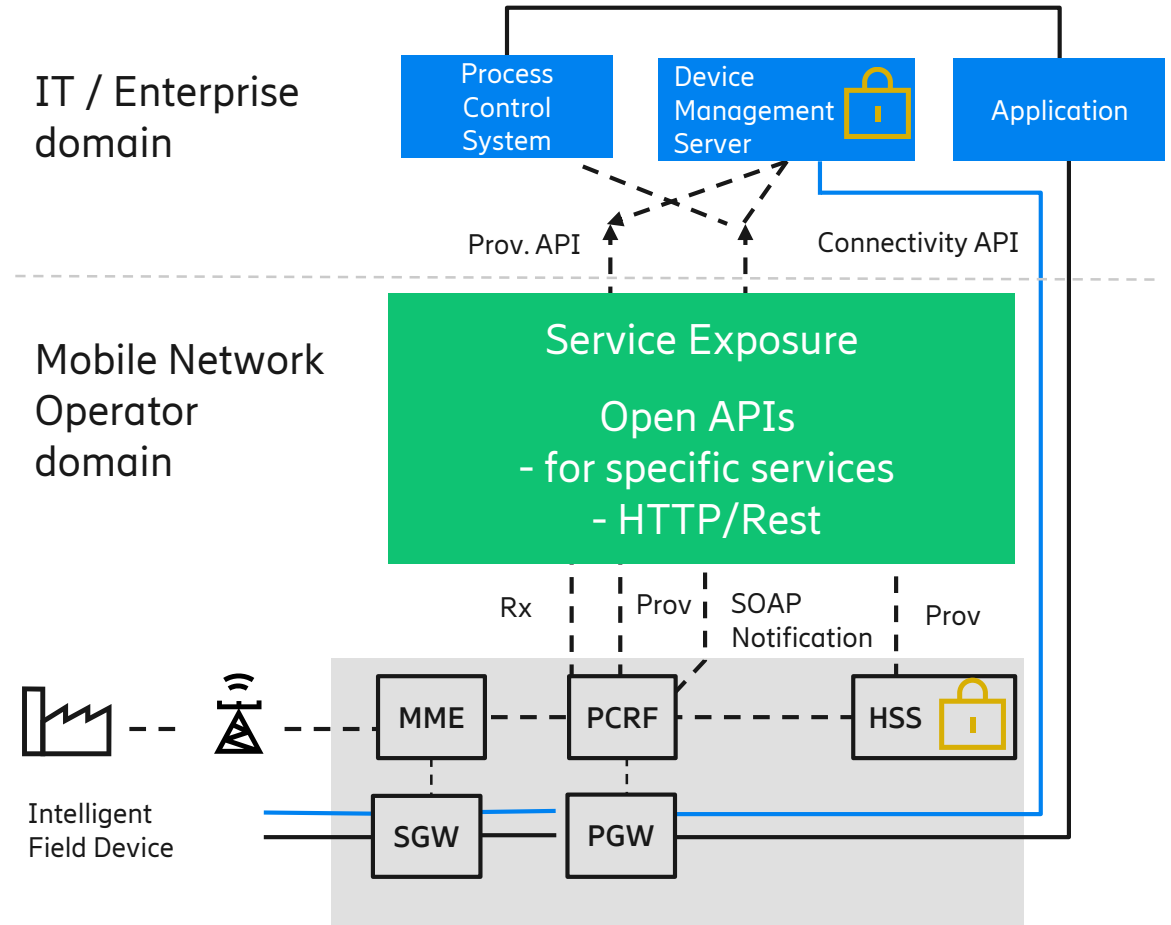 IT / Enterprise
domain
Process
Control
System
Device
Management
Server
Application
Prov. API
Connectivity API
Mobile Network
Operator
domain
Service Exposure
Open APIs
- for specific services
- HTTP/Rest
Rx
Prov
SOAP
Notification
Prov
MME
PCRF
HSS
Intelligent
Field Device
SGW
PGW